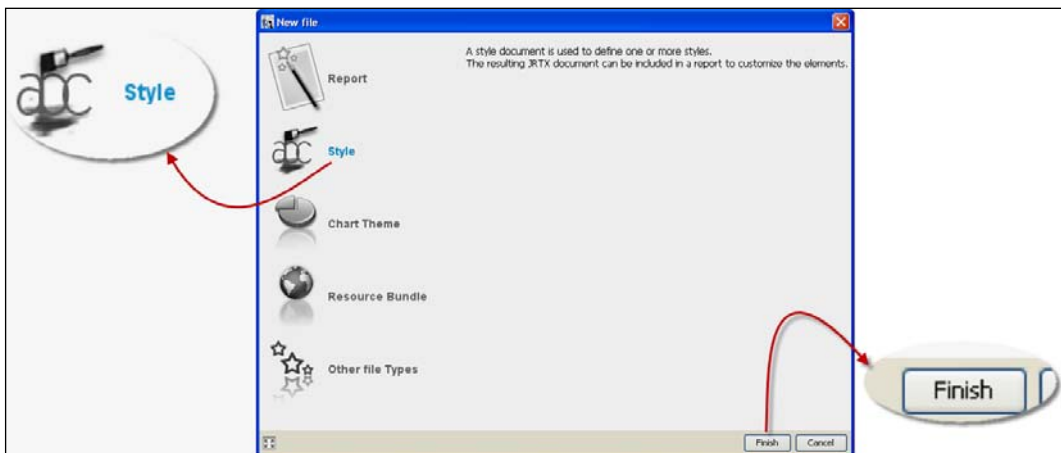 New file
abc
Style
A style document is used to define one or more styles.
The resulting JRTX document can be included in a report to customize the elements.
Report
abc
Style
Chart Theme
Resource Bundle
Other file Types
Finish
Finish
Cancel